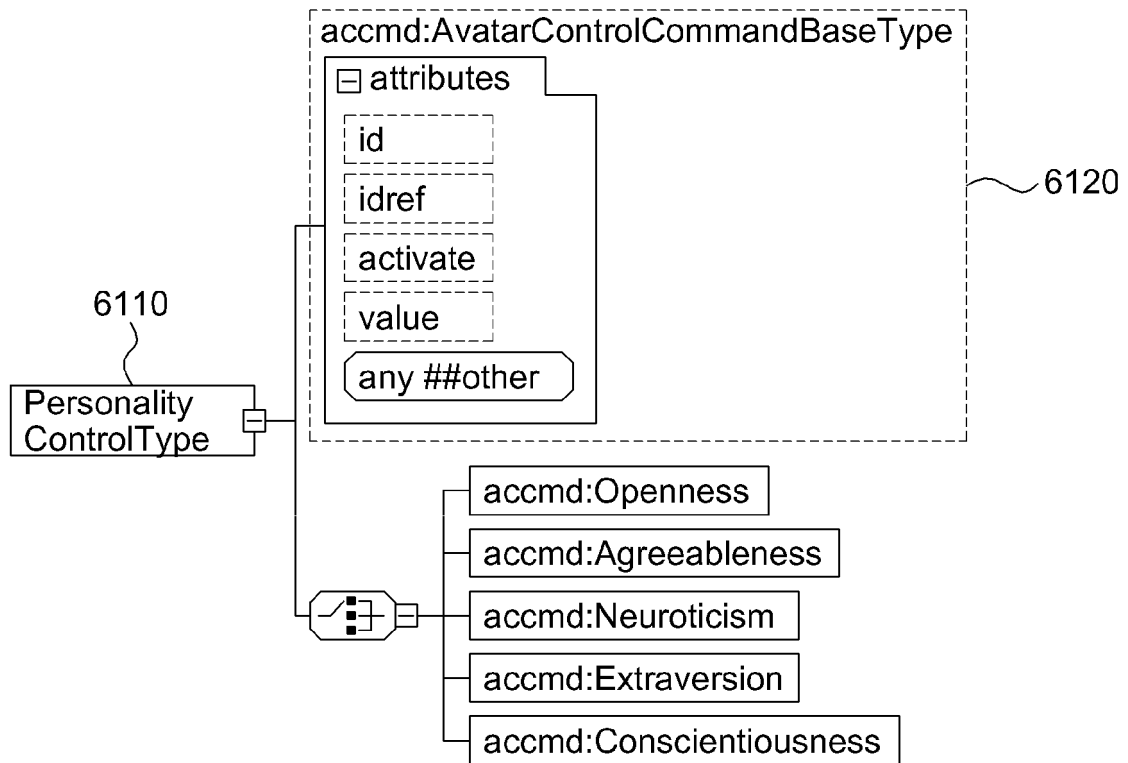 accmd:AvatarControlCommandBaseType
attributes
id
idref
activate
value
any ##other
6120
6110
Personality
ControlType
accmd:Openness
accmd:Agreeableness
accmd:Neuroticism
accmd:Extraversion
accmd:Conscientiousness